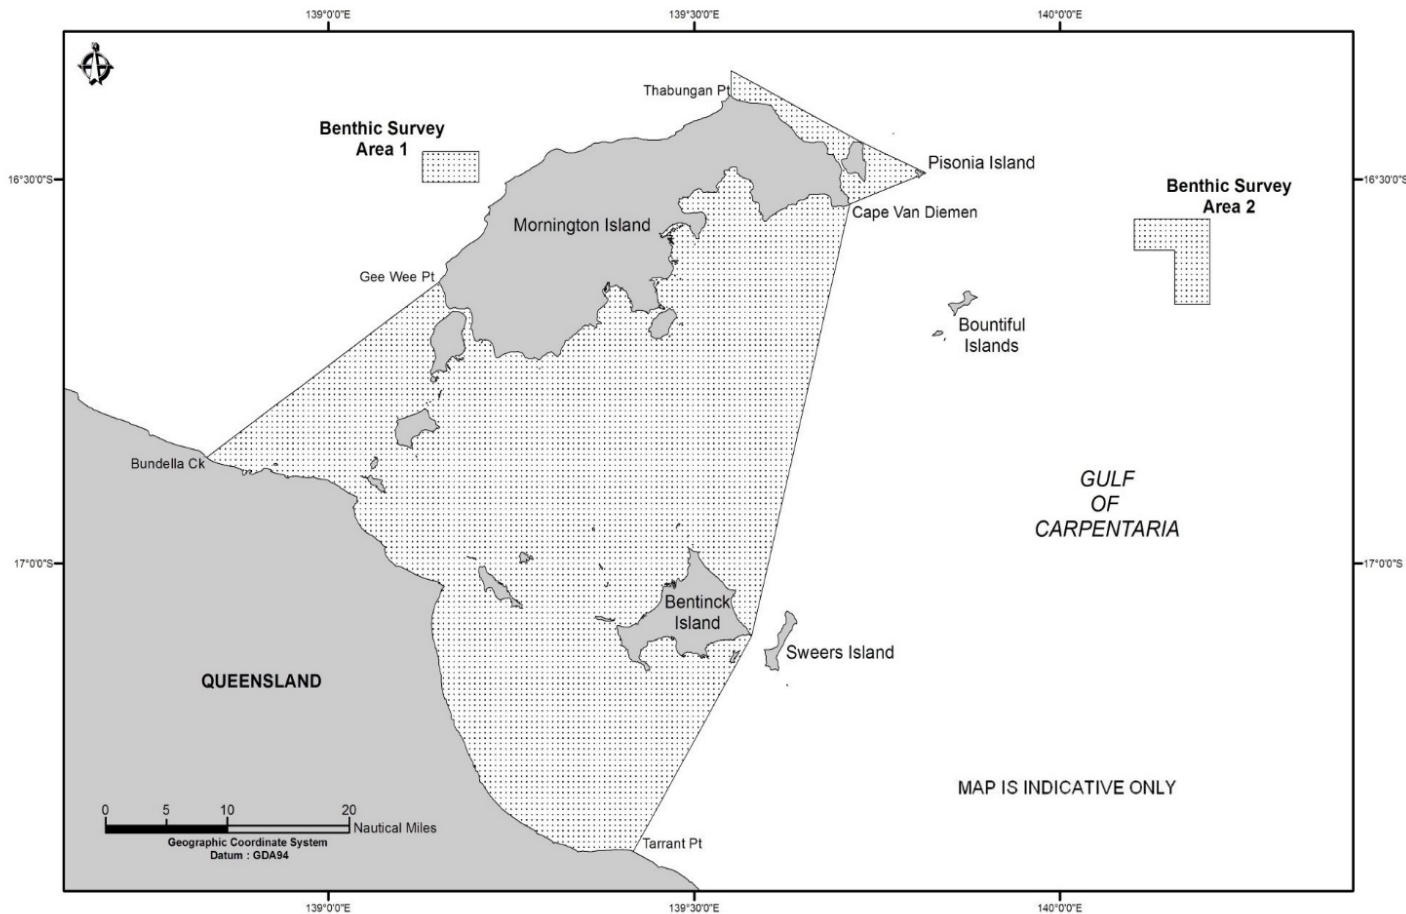 139°0'0"E
139°30'0"E
140°0'0"E
Thabungan Pt
Benthic Survey
Area 1
Pisonia Island
16°30'0"S
16°30'0"S
Benthic Survey
Area 2
Cape Van Diemen
Mornington Island
Gee Wee Pt
Bountiful
Islands
Bundella Ck
GULF
OF
CARPENTARIA
17°0'0"S
17°0'0"S
Bentinck
Island
Sweers Island
QUEENSLAND
MAP IS INDICATIVE ONLY
0 5 10 20
Nautical Miles
Geographic Coordinate System
Datum : GDA94
Tarrant Pt
139°0'0"E
139°30'0"E
140°0'0"E